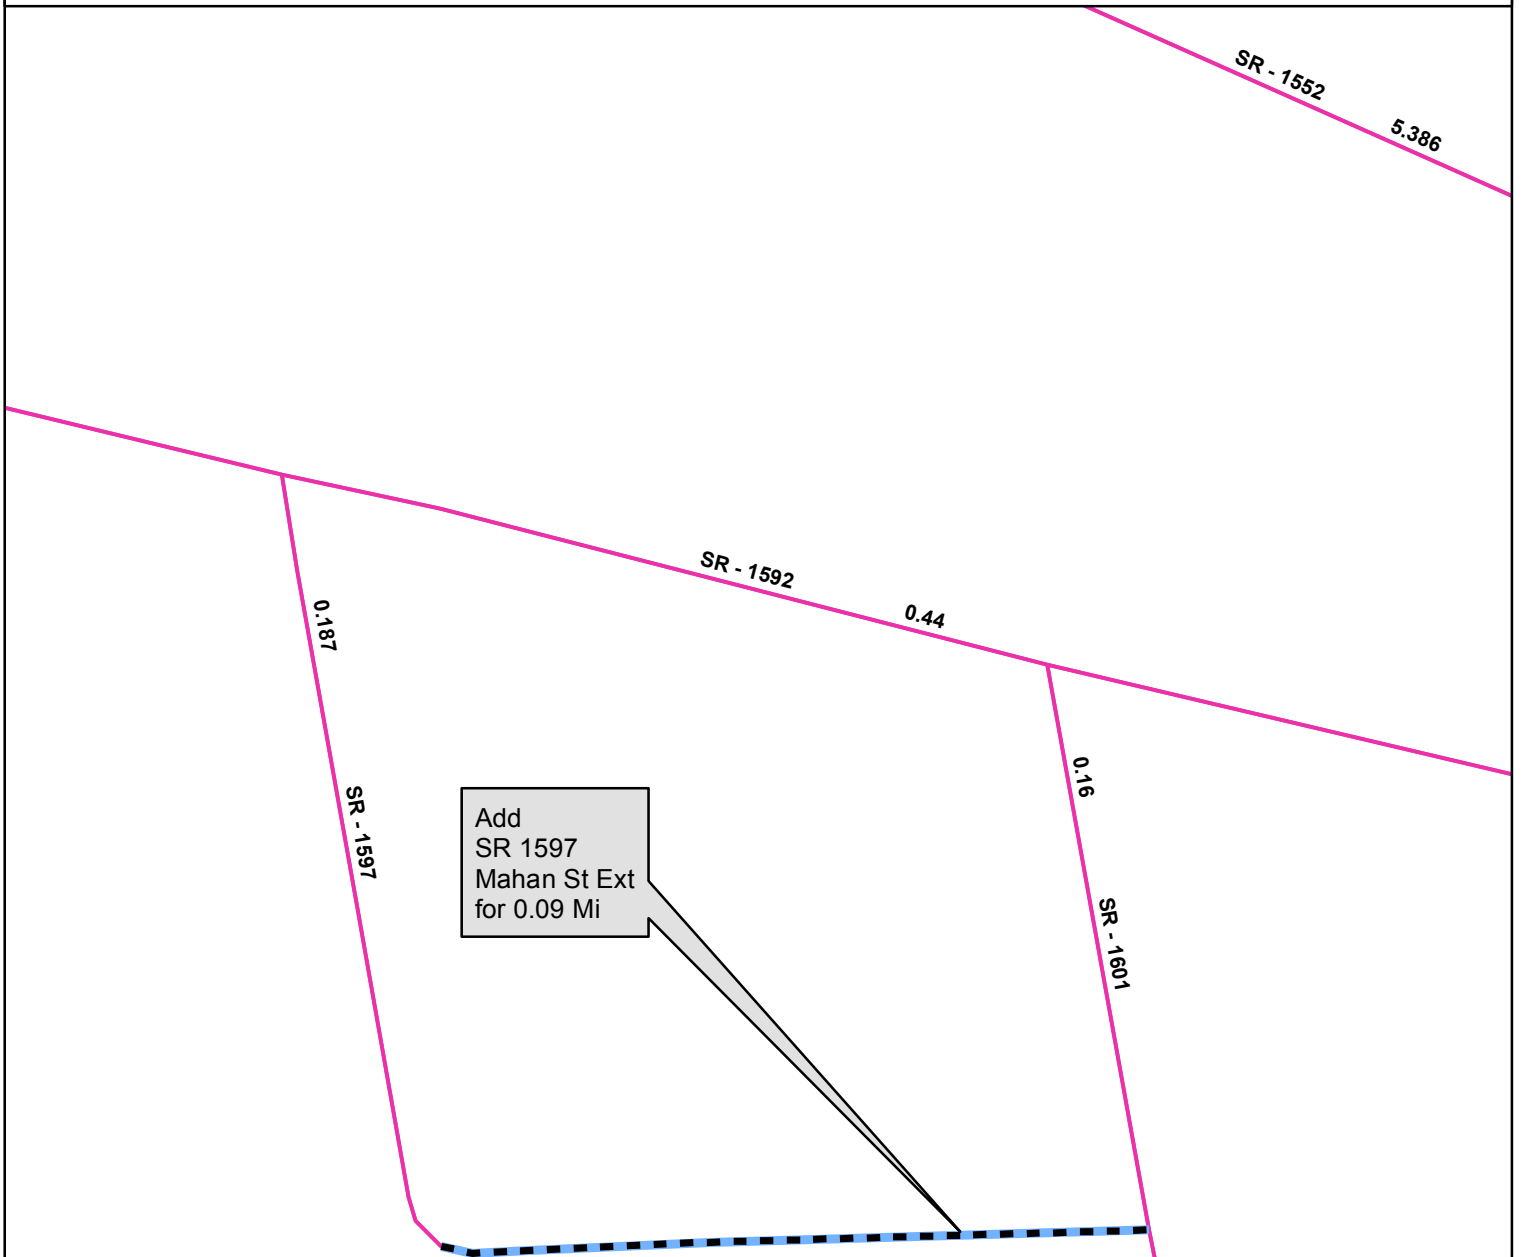 SR - 1552
5.386
SR - 1592
0.44
0.187
SR - 1597
0.16
SR - 1601
Add
SR 1597
Mahan St Ext
for 0.09 Mi